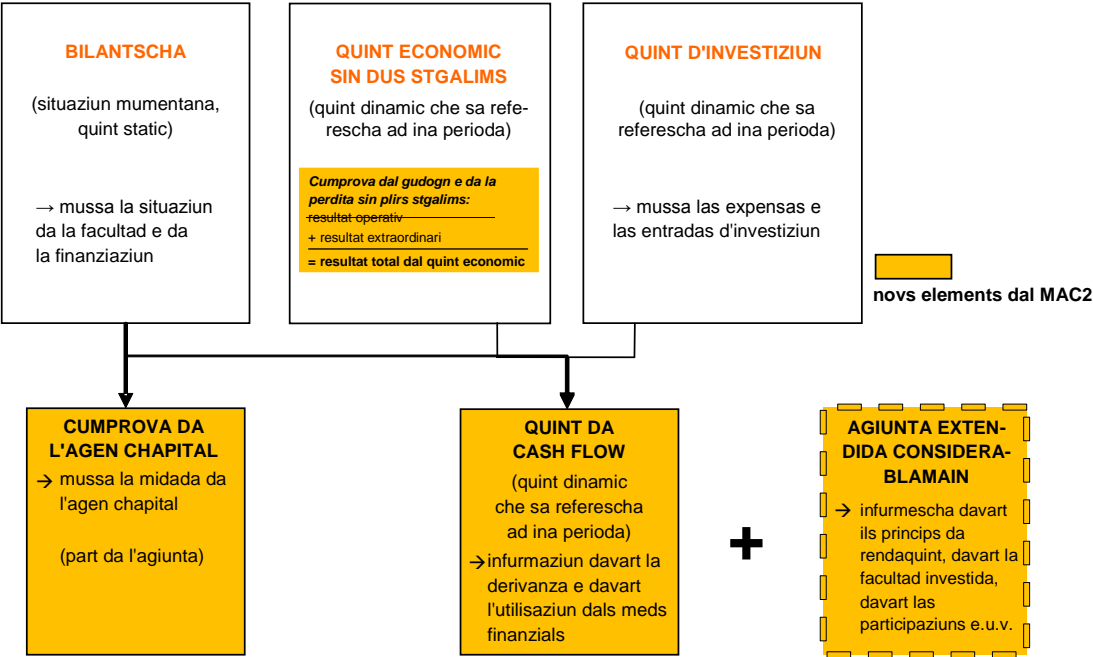 BILANTSCHA
(situaziun mumentana,
quint static)
→ mussa la situaziun
da la facultad e da
la finanziaziun
QUINT ECONOMIC
SIN DUS STGALIMS
(quint dinamic che sa refe-
rescha ad ina perioda)
Cumprova dal gudogn e da la
perdita sin plirs stgalims:
resultat operativ
+ resultat extraordinari
= resultat total dal quint economic
QUINT D'INVESTIZIUN
(quint dinamic che sa
referescha ad ina perioda)
→ mussa las expensas e
las entradas d'investiziun
novs elements dal MAC2
CUMPROVA DA
L'AGEN CHAPITAL
→ mussa la midada da
l'agen chapital
(part da l'agiunta)
QUINT DA
CASH FLOW
(quint dinamic
che sa referescha
ad ina perioda)
→ infurmaziun davart la
derivanza e davart
l'utilisaziun dals meds
finanzials
+
AGIUNTA EXTEN-
DIDA CONSIDERA-
BLAMAIN
→ infurmescha davart
ils princips da
rendaquint, davart la
facultad investida,
davart las
participaziuns e.u.v.